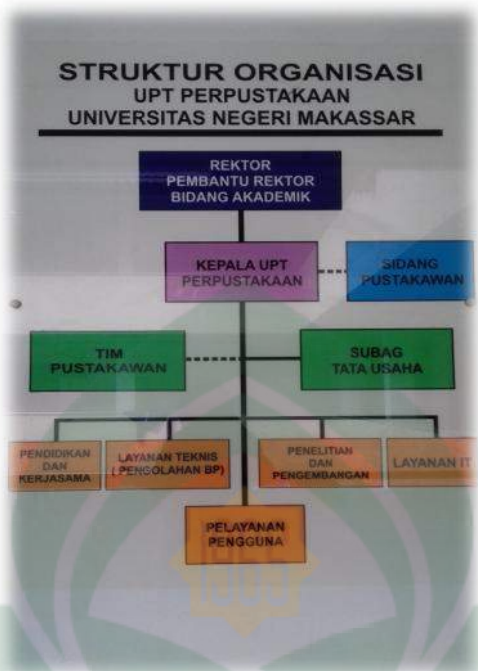 STRUKTUR ORGANISASI
UPT PERPUSTAKAAN
UNIVERSITAS NEGERI MAKASSAR
REKTOR
PEMBANTU REKTOR
BIDANG AKADEMIK
KEPALA UPT
PERPUSTAKAAN
SIDANG
PUSTAKAWAN
TIM
PUSTAKAWAN
SUBAG
TATA USAHA
PENDIDIKAN
DAN
KERJASAMA
LAYANAN TEKNIS
( PENGOLAHAN BP)
PENELITIAN
DAN
PENGEMBANGAN
LAYANAN IT
PELAYANAN
PENGGUNA